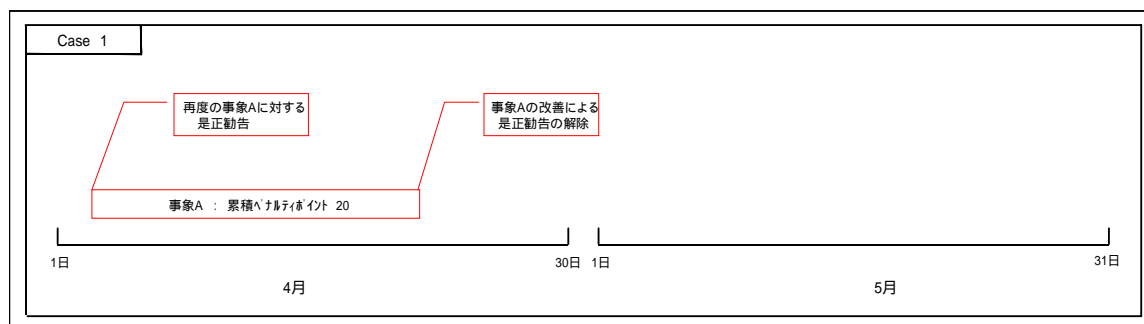 Case 1
再度の事象Aに対する
是正勧告
事象Aの改善による
是正勧告の解除
事象A : 累積ﾍﾟﾅﾙﾃｨﾎﾟｲﾝﾄ 20
1日
30日
1日
31日
4月
5月